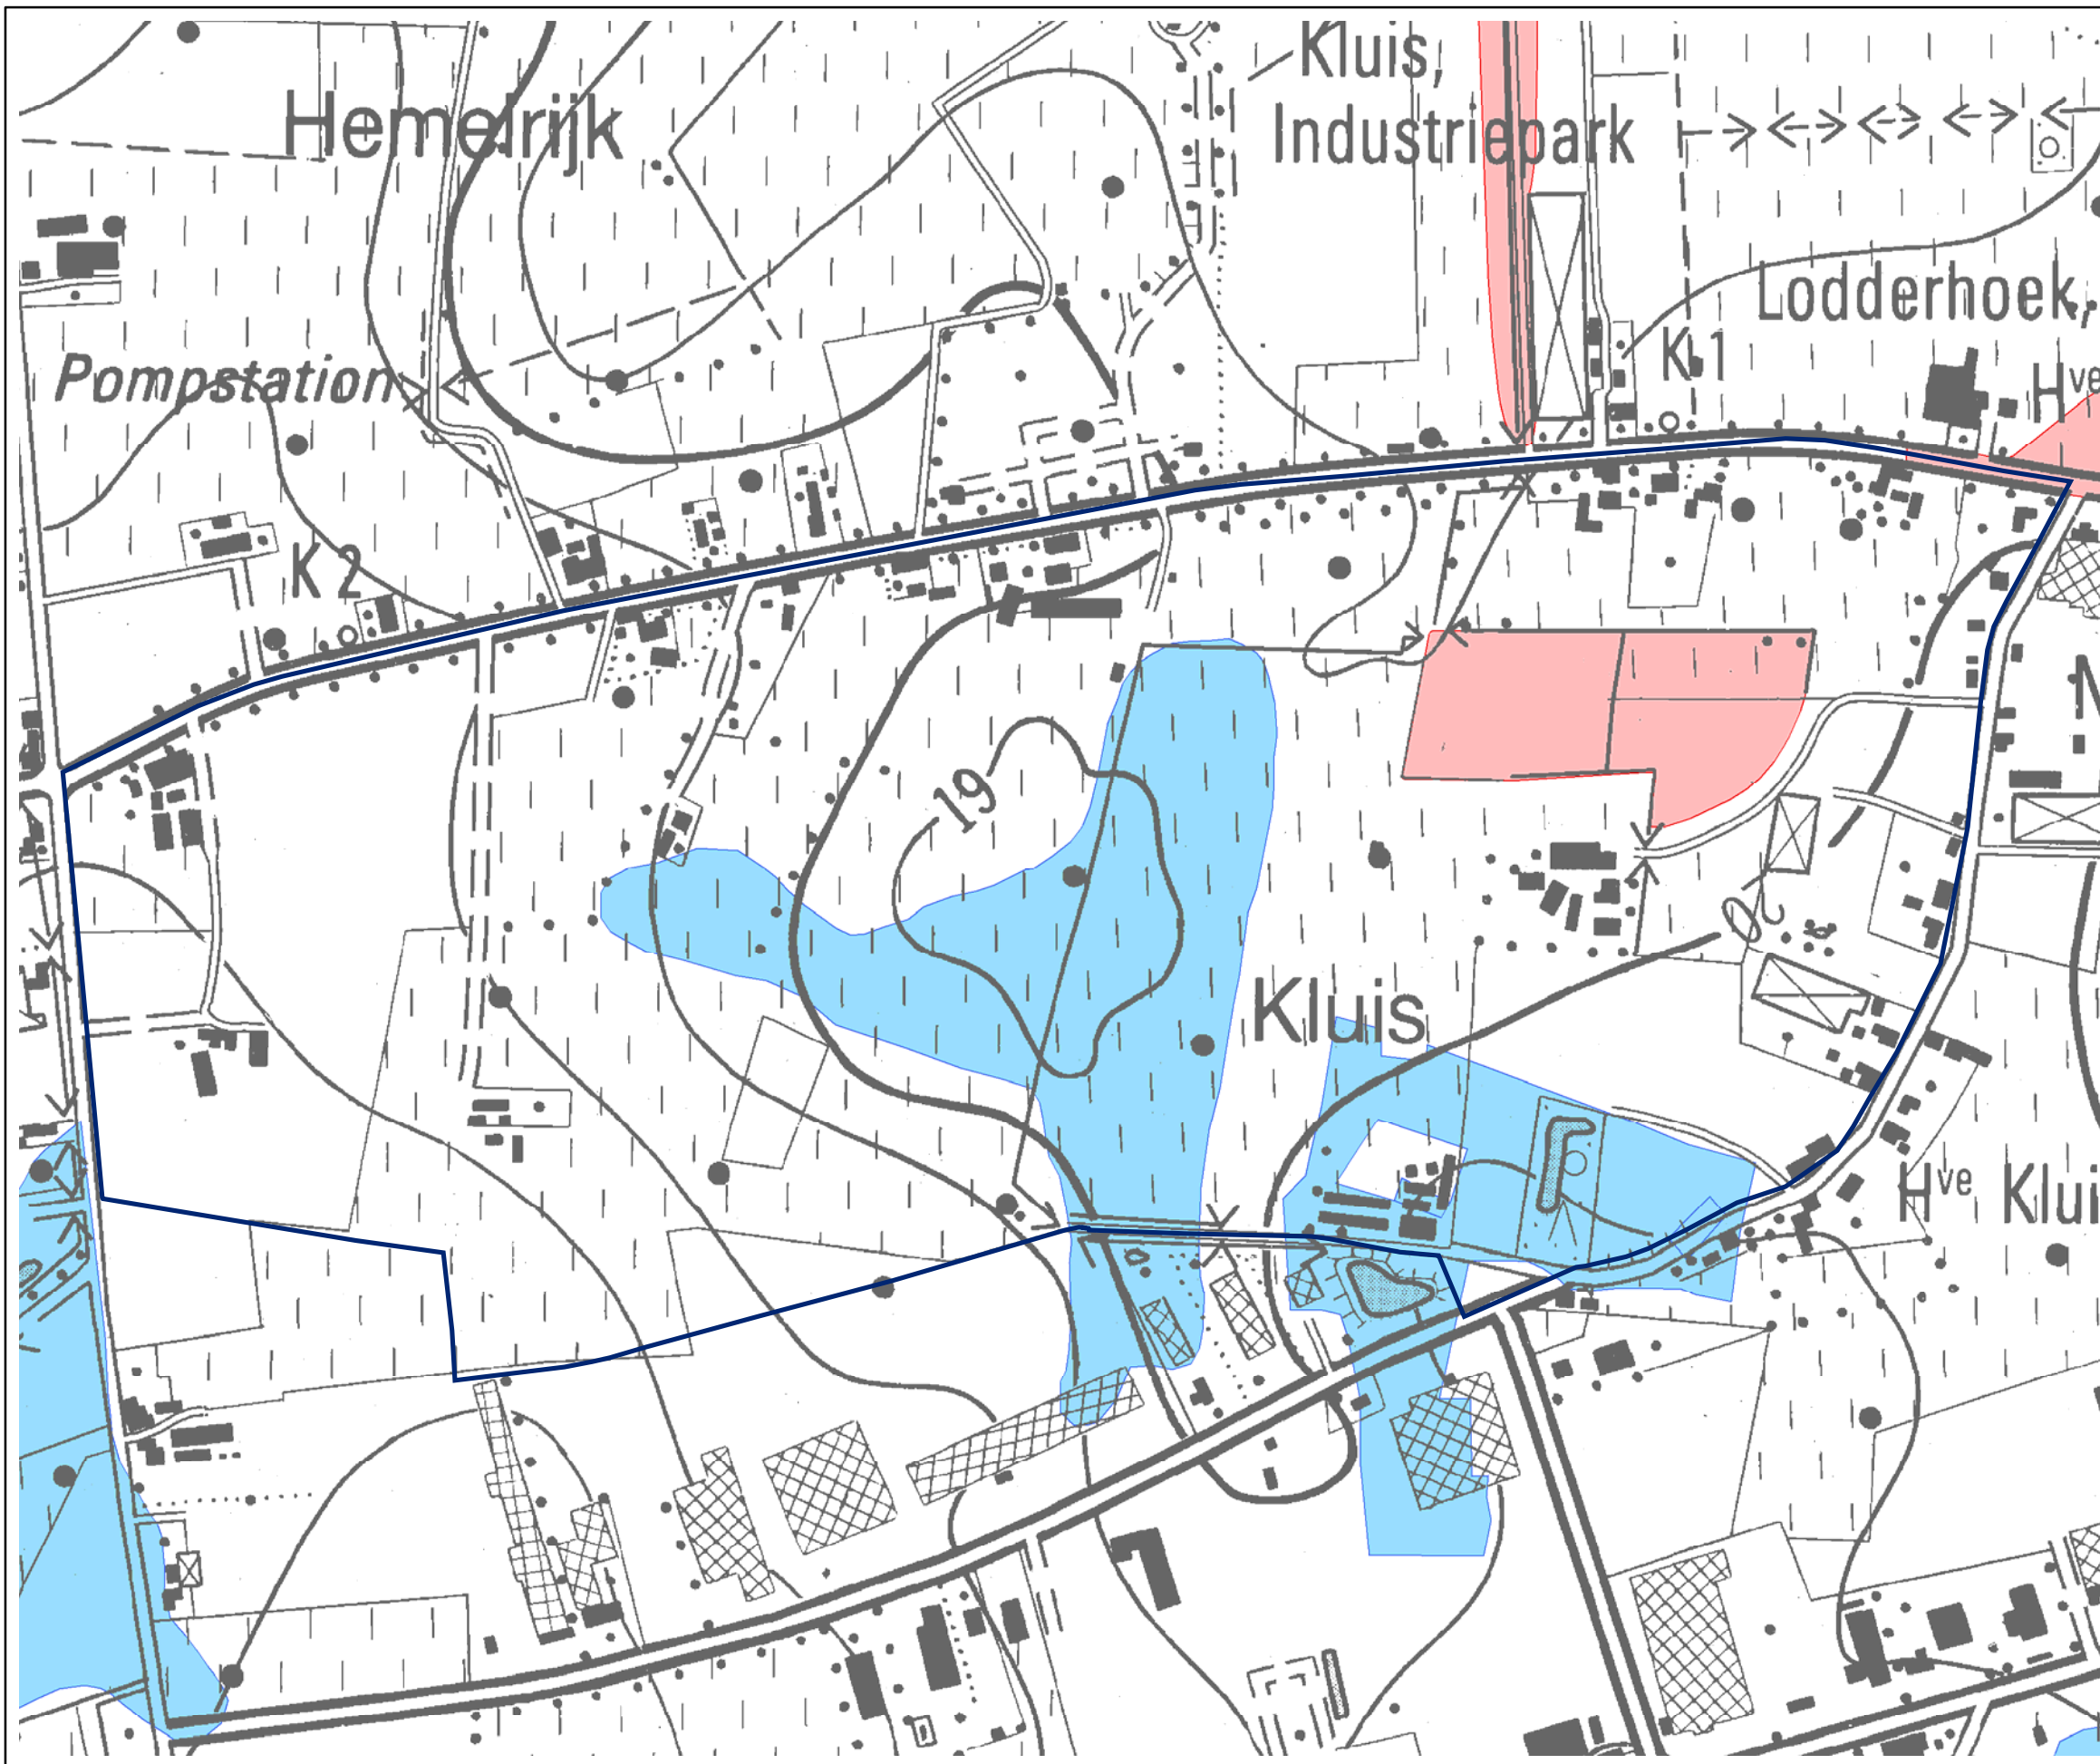 Kluis,
Industriepark
Hemelrijk
Lodderhoek,
K 1
Hve
Pompstation
K 2
19
Kluis
Hve Klui